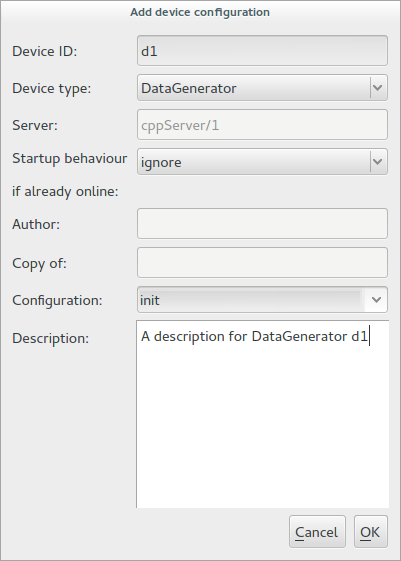 Add device configuration
Device ID: d1
Device type: DataGenerator
Server: cppServer/1
Startup behaviour ignore
if already online:
Author:
Copy of:
Configuration: init
Description: A description for DataGenerator d1
Cancel OK